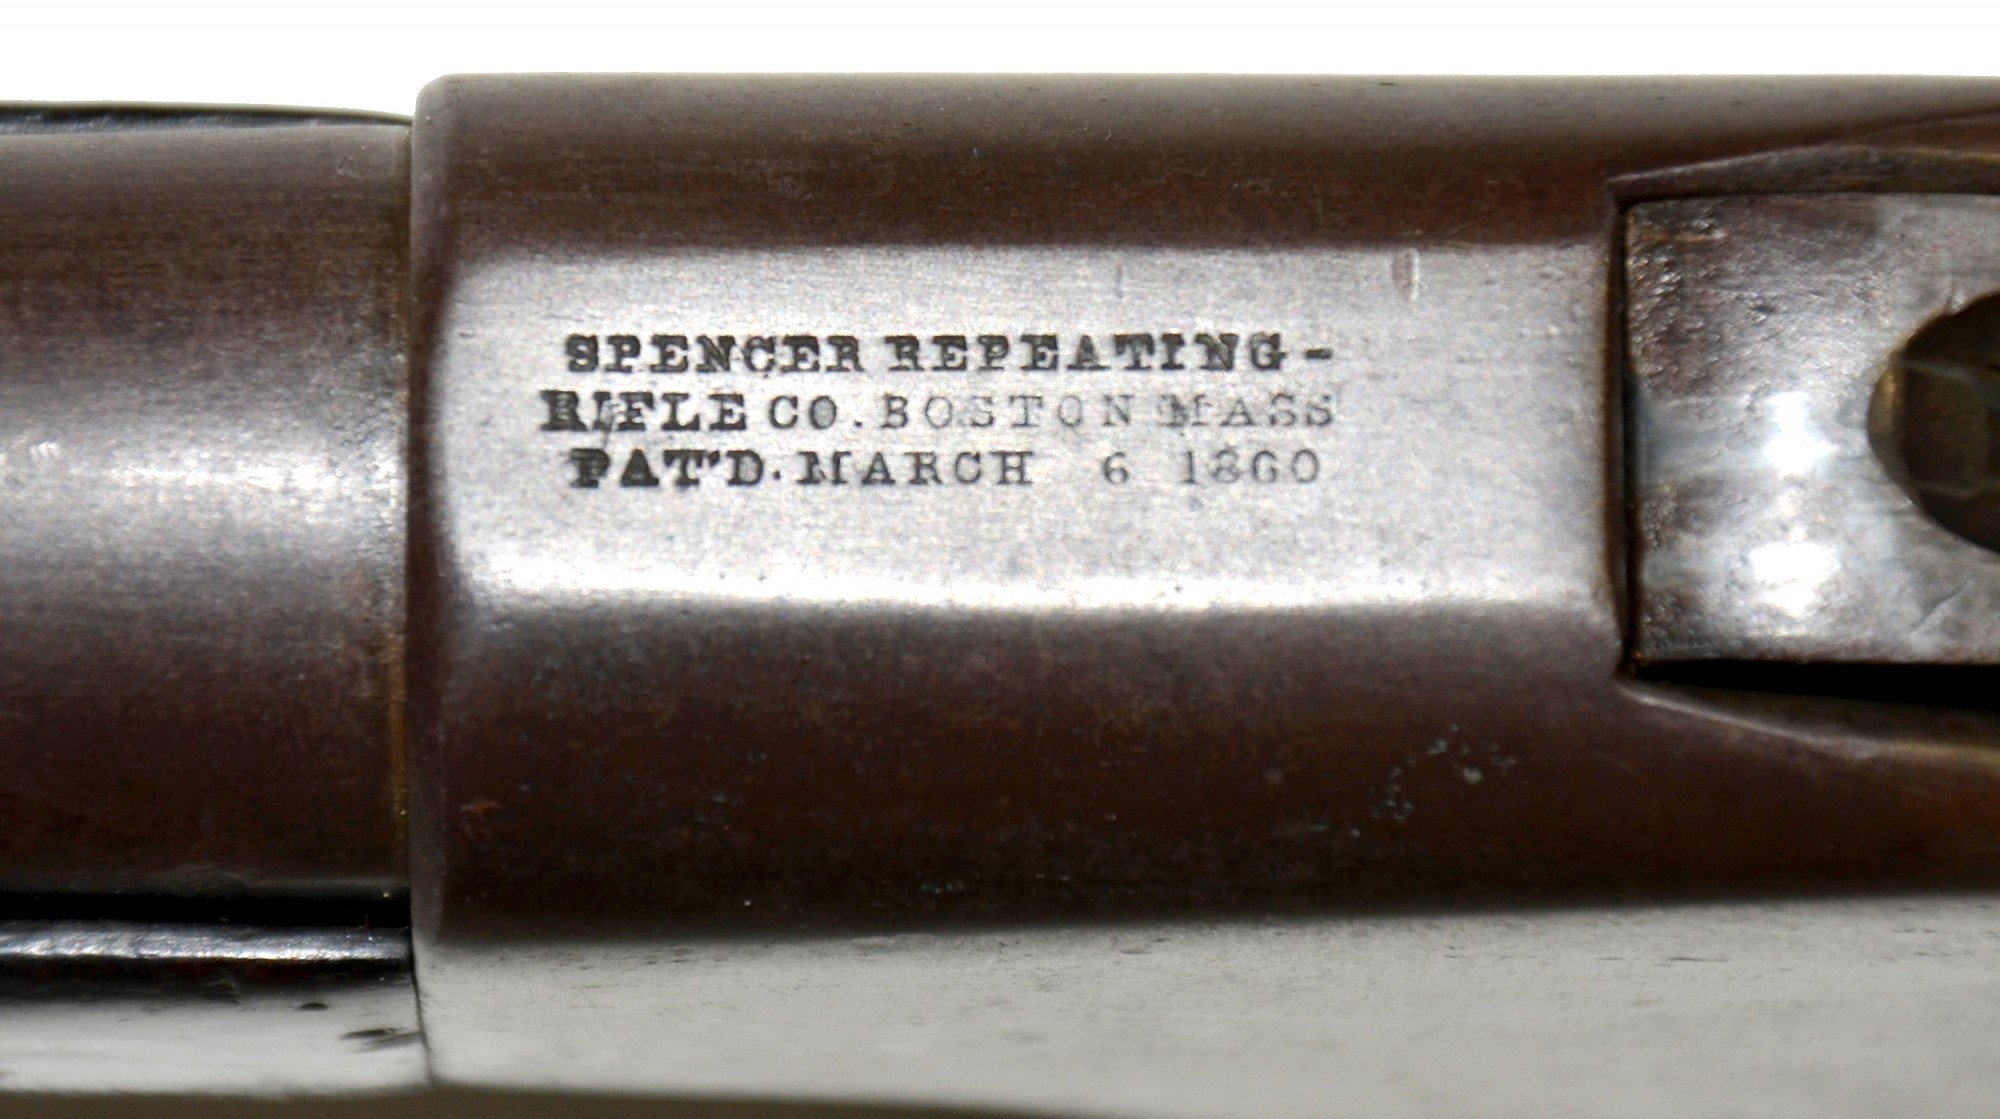 SPENCER REPEATING-
RIFLE CO. BOSTON MASS
PAT'D. MARCH 6 1860